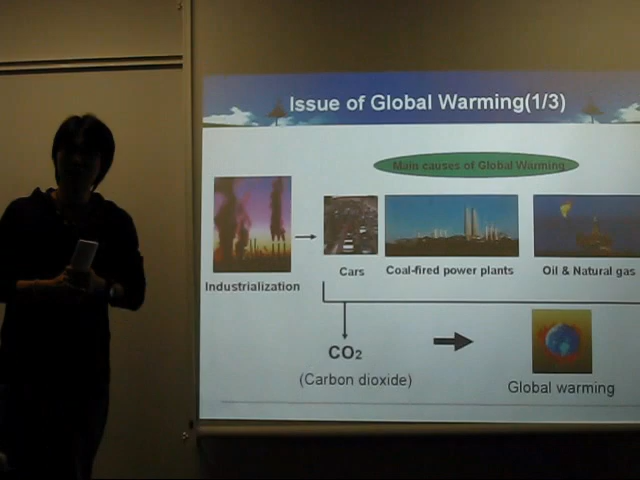 Issue of Global Warming(1/3)
Main causes of Global Warming
Industrialization
Cars
Coal-fired power plants
Oil & Natural gas
CO2
(Carbon dioxide)
Global warming